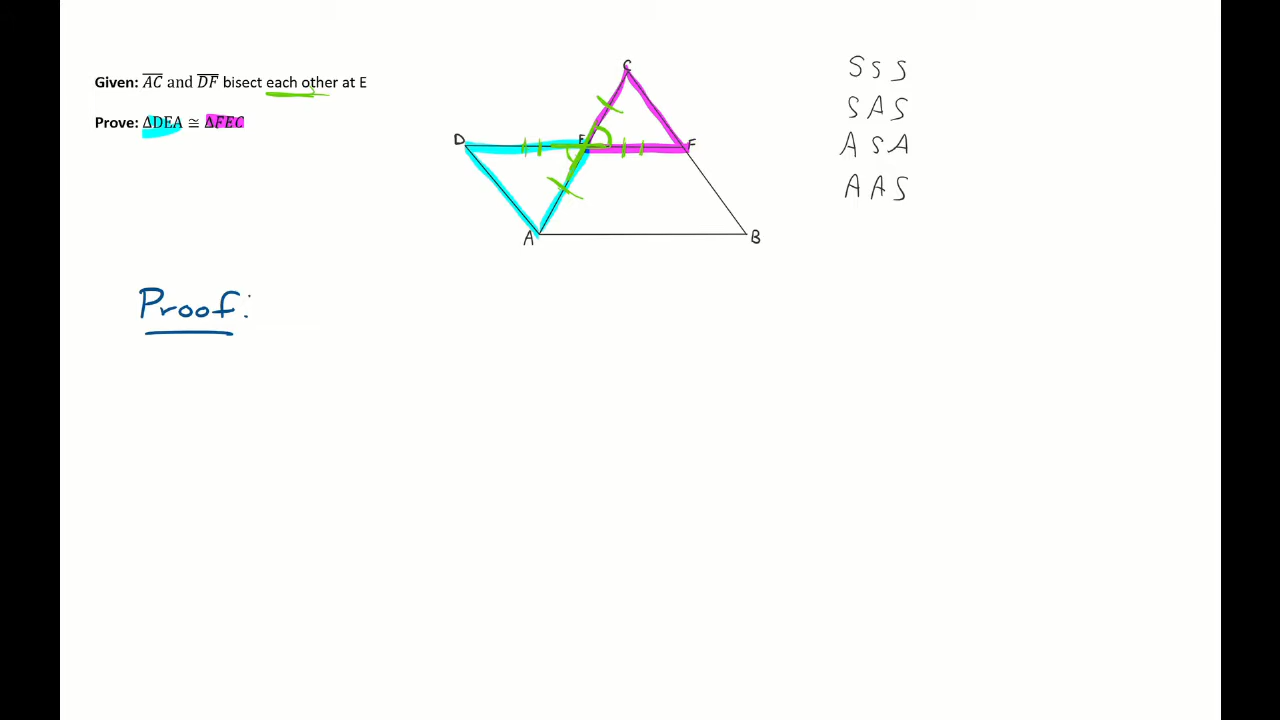 Given: AC and DF bisect each other at E
Prove: ΔDEA ≅ ΔFEC
C
D
E
F
A
B
SSS
SAS
ASA
AAS
Proof: